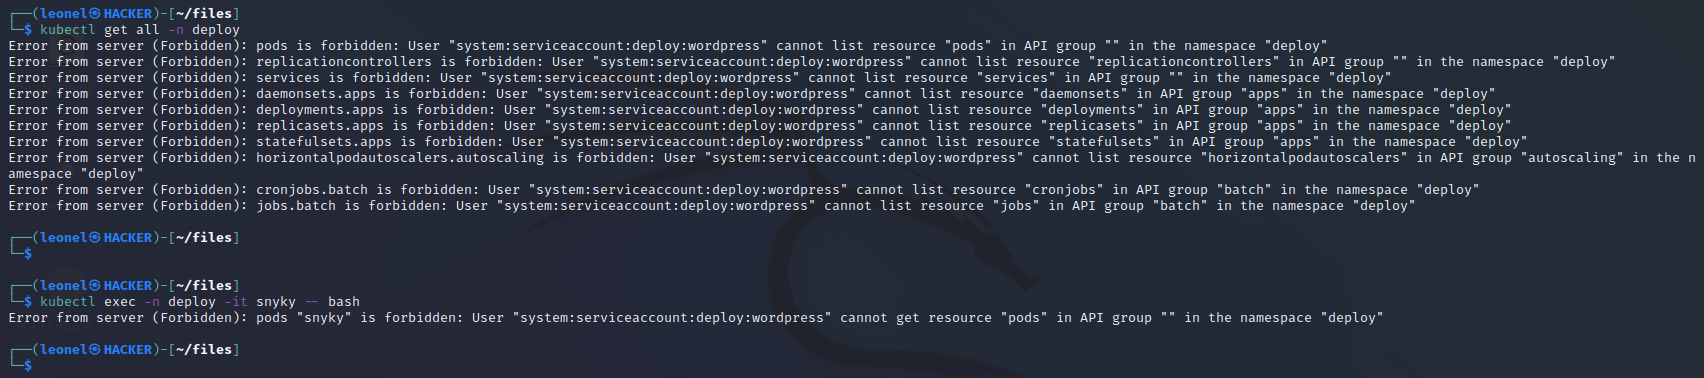 ┌──(leonel㉿HACKER)-[~/files]
└─$ kubectl get all -n deploy
Error from server (Forbidden): pods is forbidden: User "system:serviceaccount:deploy:wordpress" cannot list resource "pods" in API group "" in the namespace "deploy"
Error from server (Forbidden): replicationcontrollers is forbidden: User "system:serviceaccount:deploy:wordpress" cannot list resource "replicationcontrollers" in API group "" in the namespace "deploy"
Error from server (Forbidden): services is forbidden: User "system:serviceaccount:deploy:wordpress" cannot list resource "services" in API group "" in the namespace "deploy"
Error from server (Forbidden): daemonsets.apps is forbidden: User "system:serviceaccount:deploy:wordpress" cannot list resource "daemonsets" in API group "apps" in the namespace "deploy"
Error from server (Forbidden): deployments.apps is forbidden: User "system:serviceaccount:deploy:wordpress" cannot list resource "deployments" in API group "apps" in the namespace "deploy"
Error from server (Forbidden): replicasets.apps is forbidden: User "system:serviceaccount:deploy:wordpress" cannot list resource "replicasets" in API group "apps" in the namespace "deploy"
Error from server (Forbidden): statefulsets.apps is forbidden: User "system:serviceaccount:deploy:wordpress" cannot list resource "statefulsets" in API group "apps" in the namespace "deploy"
Error from server (Forbidden): horizontalpodautoscalers.autoscaling is forbidden: User "system:serviceaccount:deploy:wordpress" cannot list resource "horizontalpodautoscalers" in API group "autoscaling" in the n
amespace "deploy"
Error from server (Forbidden): cronjobs.batch is forbidden: User "system:serviceaccount:deploy:wordpress" cannot list resource "cronjobs" in API group "batch" in the namespace "deploy"
Error from server (Forbidden): jobs.batch is forbidden: User "system:serviceaccount:deploy:wordpress" cannot list resource "jobs" in API group "batch" in the namespace "deploy"
┌──(leonel㉿HACKER)-[~/files]
└─$
┌──(leonel㉿HACKER)-[~/files]
└─$ kubectl exec -n deploy -it snyky -- bash
Error from server (Forbidden): pods "snyky" is forbidden: User "system:serviceaccount:deploy:wordpress" cannot get resource "pods" in API group "" in the namespace "deploy"
┌──(leonel㉿HACKER)-[~/files]
└─$